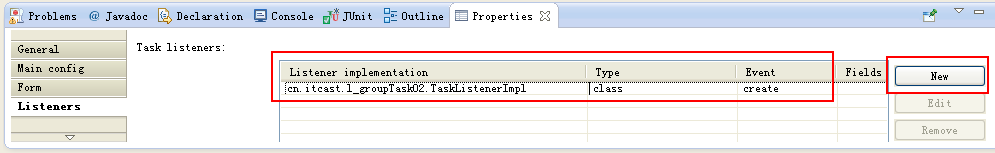 Problems @ Javadoc Declaration Console JUnit Outline Properties
General
Main config
Form
Listeners
Task listeners:
Listener implementation Type Event Fields
cn.itcast.l_groupTask02.TaskListenerImpl class create
New
Edit
Remove